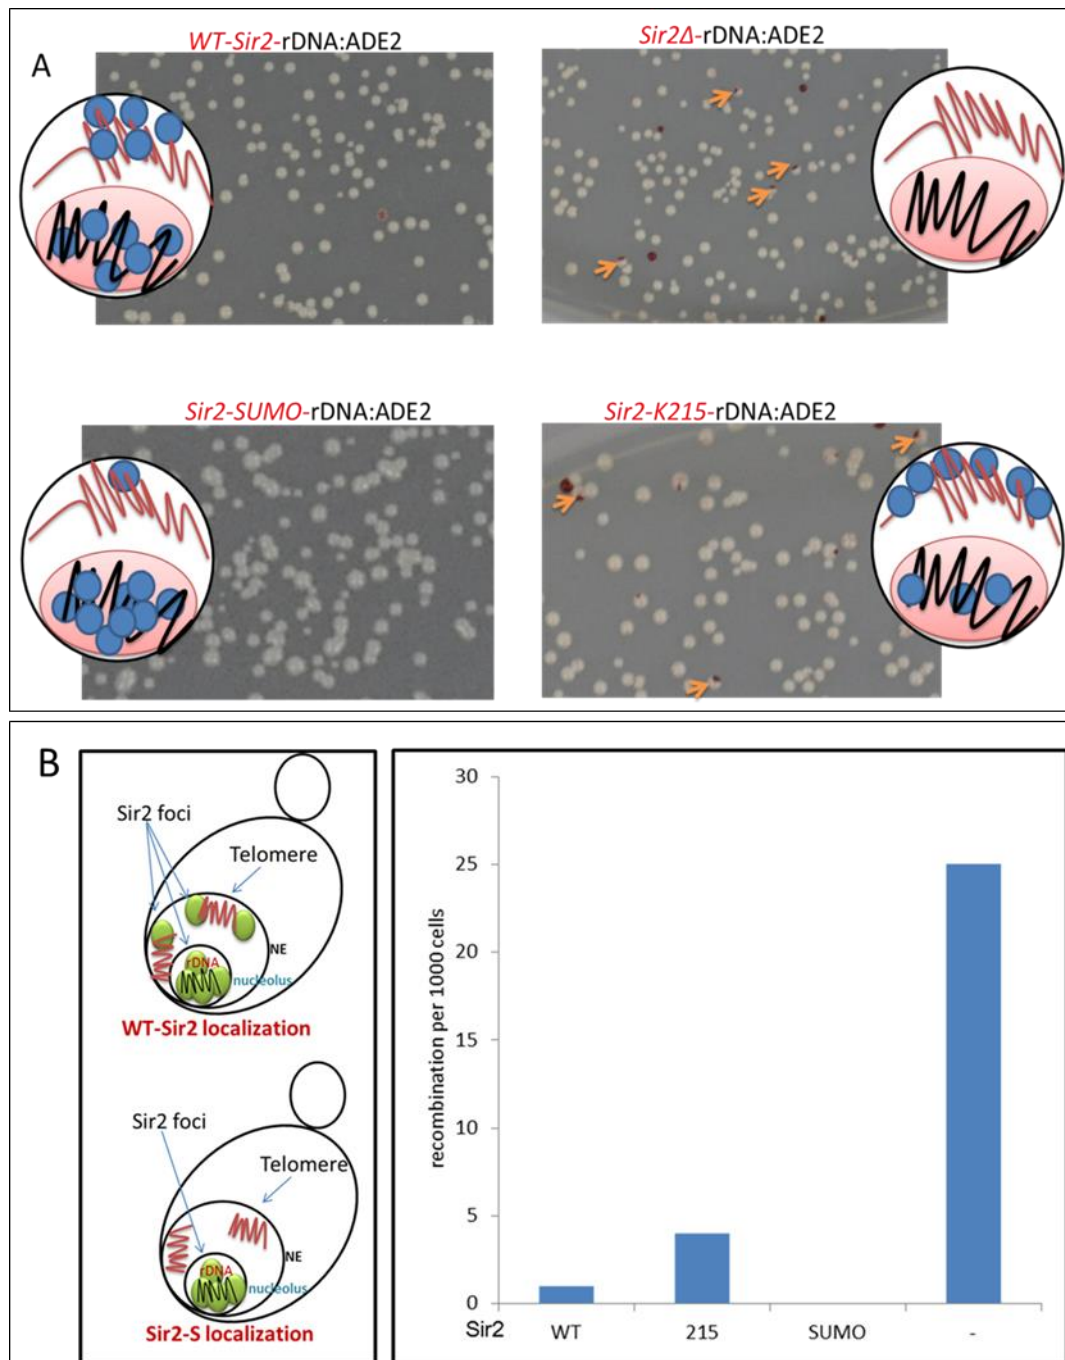 A
WT-Sir2-rDNA:ADE2
Sir2Δ-rDNA:ADE2
Sir2-SUMO-rDNA:ADE2
Sir2-K215-rDNA:ADE2
B
Sir2 foci
Telomere
NE
rDNA
nucleolus
WT-Sir2 localization
Sir2 foci
Telomere
NE
rDNA
nucleolus
Sir2-S localization
recombination per 1000 cells
30
25
20
15
10
5
0
Sir2 WT 215 SUMO -